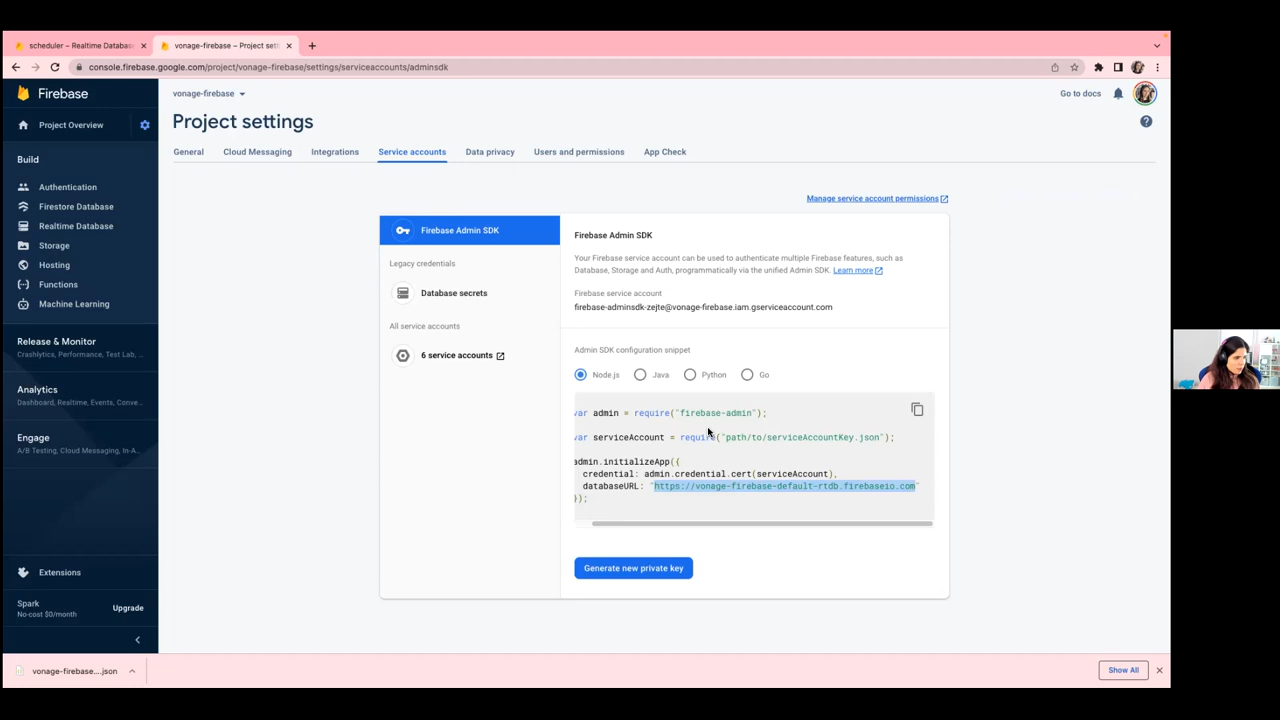 scheduler – Realtime Databas
vonage-firebase – Project sett
console.firebase.google.com/project/vonage-firebase/settings/serviceaccounts/adminsdk
Firebase
vonage-firebase
Go to docs
Project Overview
Project settings
General
Cloud Messaging
Integrations
Service accounts
Data privacy
Users and permissions
App Check
Build
Authentication
Firestore Database
Realtime Database
Storage
Hosting
Functions
Machine Learning
Release & Monitor
Crashlytics, Performance, Test Lab, ...
Analytics
Dashboard, Realtime, Events, Conve...
Engage
A/B Testing, Cloud Messaging, In-A...
Extensions
Spark
No-cost $0/month
Upgrade
Manage service account permissions
Firebase Admin SDK
Legacy credentials
Database secrets
All service accounts
6 service accounts
Firebase Admin SDK
Your Firebase service account can be used to authenticate multiple Firebase features, such as
Database, Storage and Auth, programmatically via the unified Admin SDK. Learn more
Firebase service account
firebase-adminsdk-zejte@vonage-firebase.iam.gserviceaccount.com
Admin SDK configuration snippet
Node.js
Java
Python
Go
var admin = require("firebase-admin");
var serviceAccount = require("path/to/serviceAccountKey.json");
admin.initializeApp({
credential: admin.credential.cert(serviceAccount),
databaseURL: "https://vonage-firebase-default-rtdb.firebaseio.com"
});
Generate new private key
vonage-firebase....json
Show All